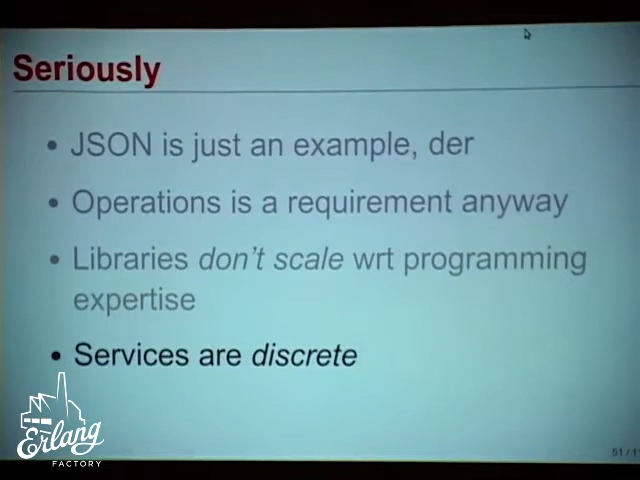 Seriously
• JSON is just an example, der
• Operations is a requirement anyway
• Libraries don't scale wrt programming
expertise
• Services are discrete
Erlang
FACTORY